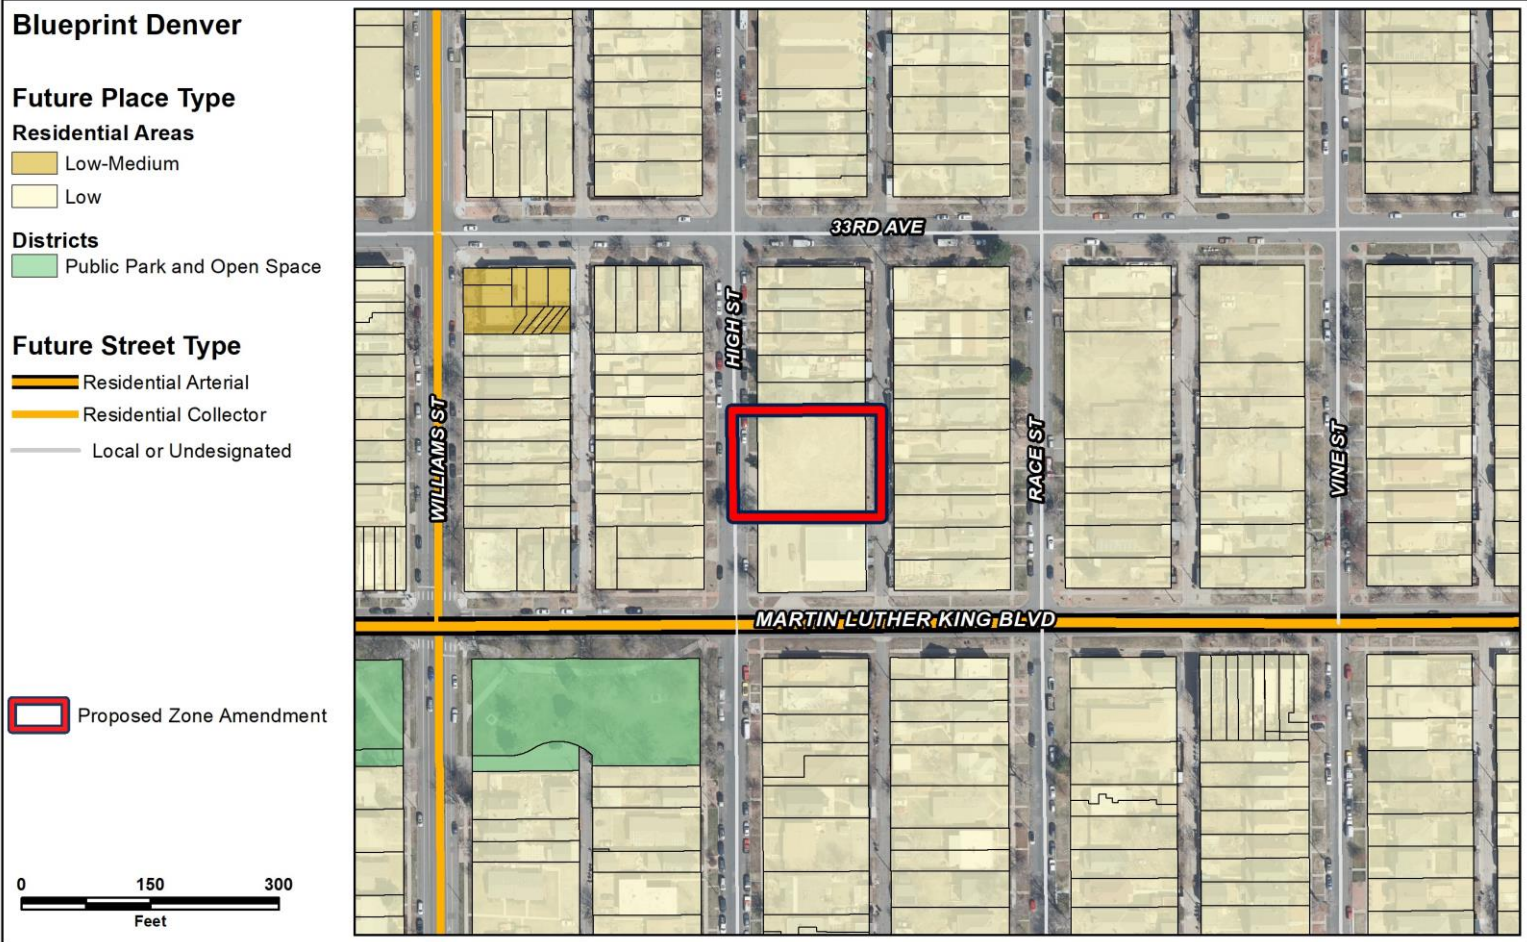 Blueprint Denver
Future Place Type
Residential Areas
Low-Medium
Low
Districts
Public Park and Open Space
Future Street Type
Residential Arterial
Residential Collector
Local or Undesignated
Proposed Zone Amendment
0 150 300
Feet
33RD AVE
HIGH ST
WILLIAMS ST
RACE ST
VINE ST
MARTIN LUTHER KING BLVD